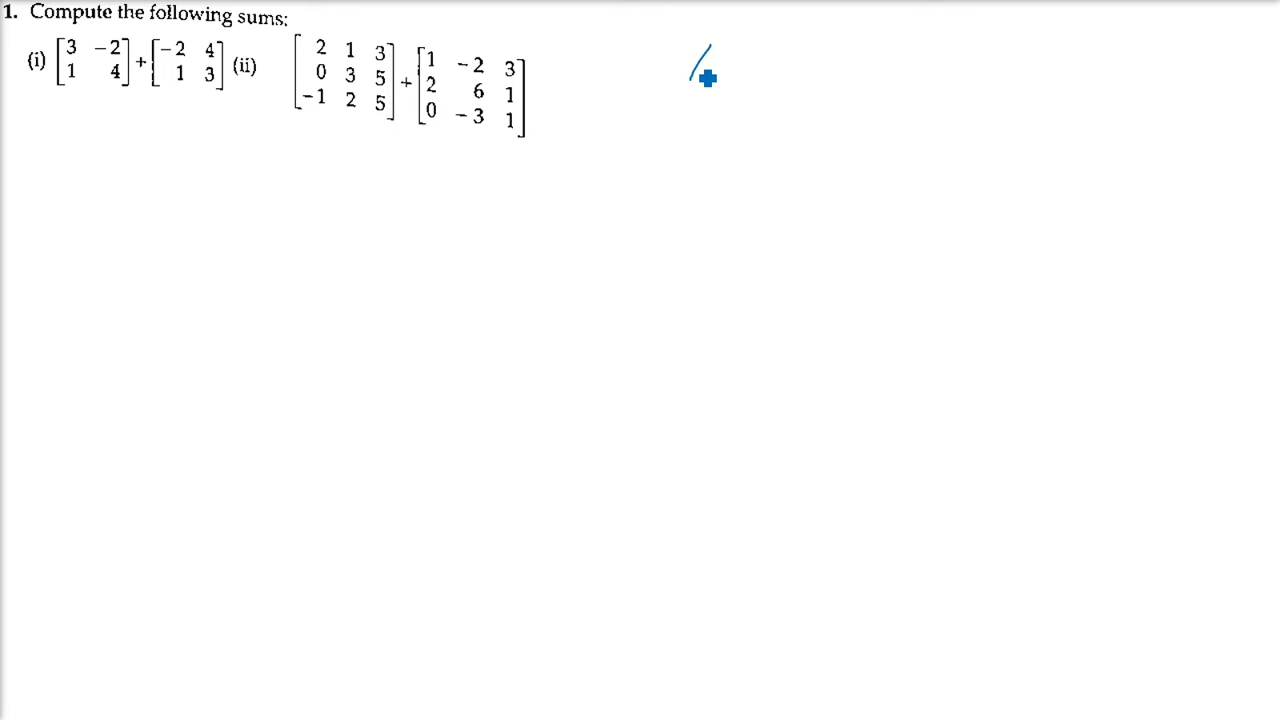 1. Compute the following sums:
(i) [3 -2] + [-2 4] (ii) [2 1 3] + [1 -2 3]
[1 4] [1 3] [0 3 5] [2 6 1]
[-1 2 5] [0 -3 1]